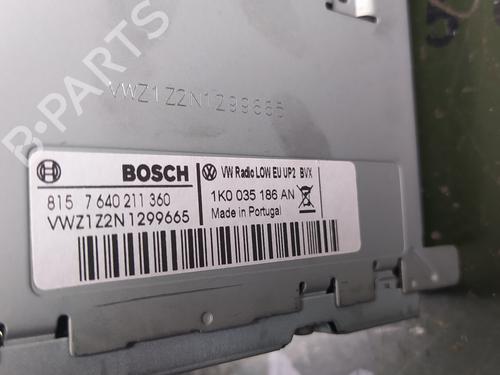 VWZ1Z2N1299665
BOSCH
VW Radio LOW EU UP2 BVX
815 7 640 211 360
1K0 035 186 AN
VWZ1Z2N1299665
Made in Portugal
B-PARTS